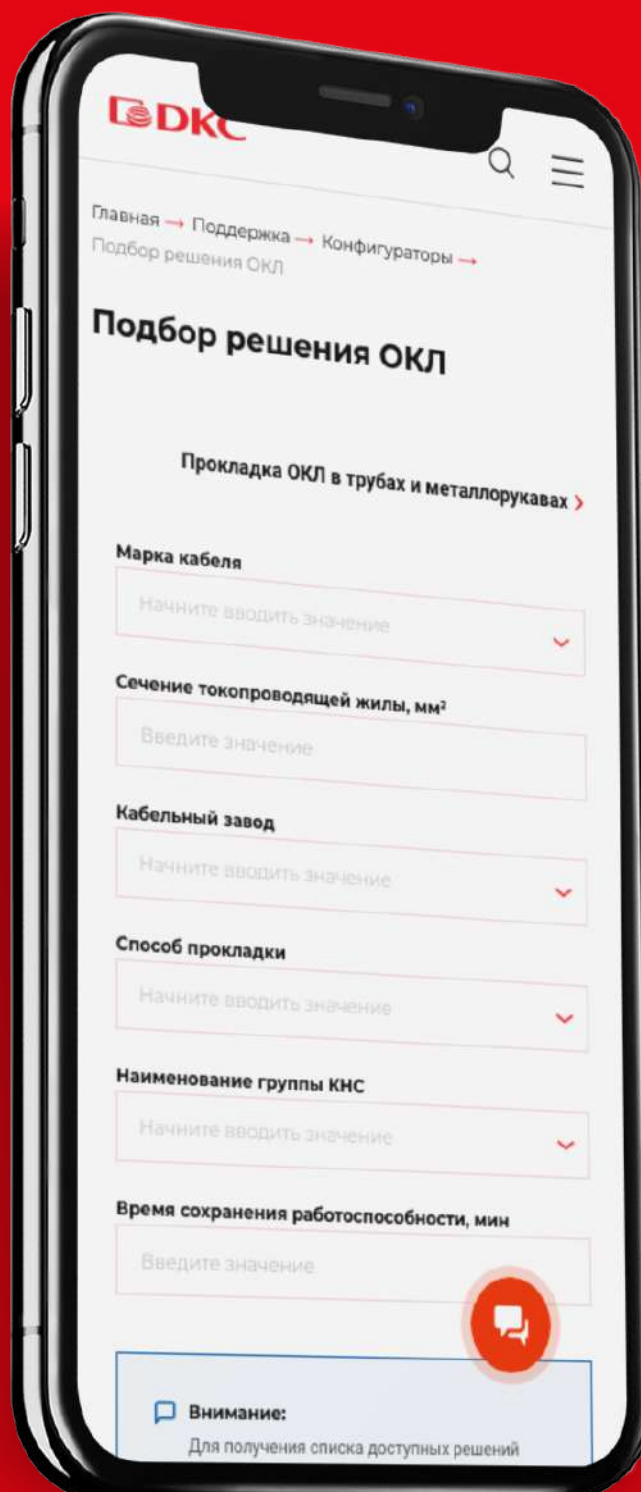 DKC
Главная → Поддержка → Конфигураторы →
Подбор решения ОКЛ
Подбор решения ОКЛ
Прокладка ОКЛ в трубах и металлорукавах
Марка кабеля
Начните вводить значение
Сечение токопроводящей жилы, мм²
Введите значение
Кабельный завод
Начните вводить значение
Способ прокладки
Начните вводить значение
Наименование группы КНС
Начните вводить значение
Время сохранения работоспособности, мин
Введите значение
Внимание:
Для получения списка доступных решений